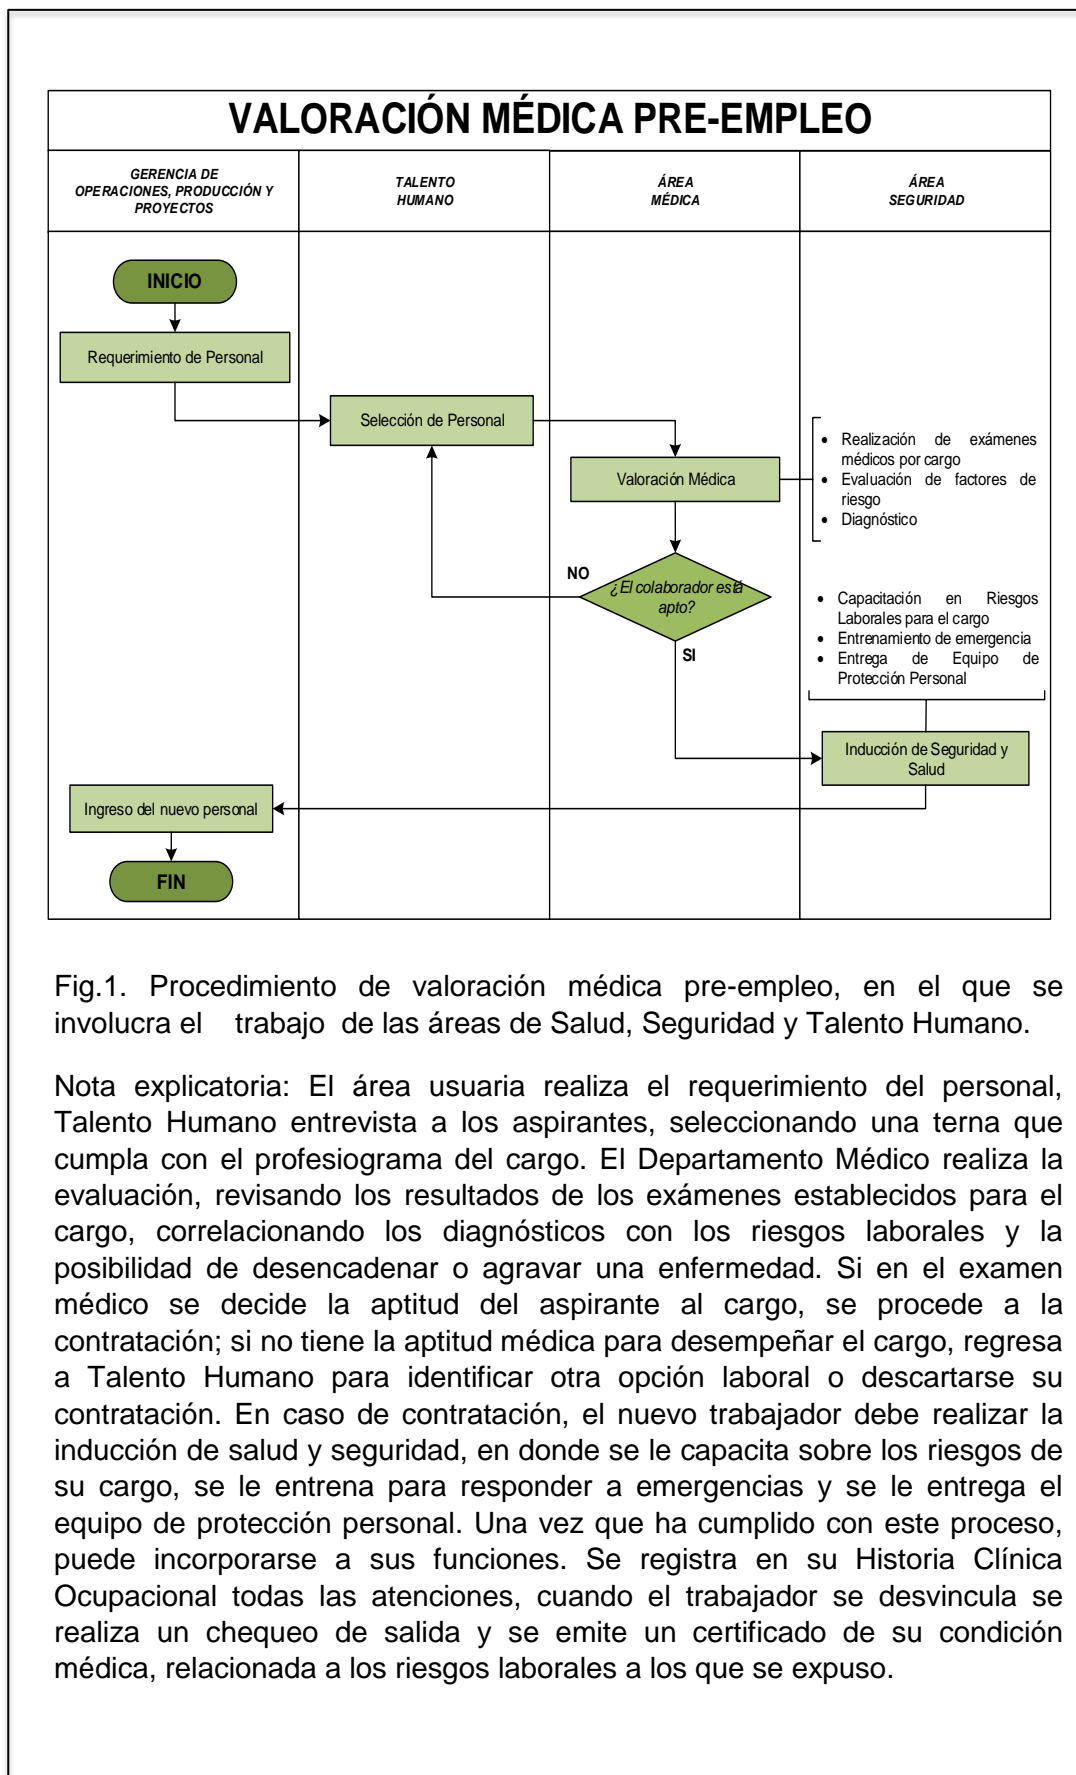 VALORACIÓN MÉDICA PRE-EMPLEO
GERENCIA DE
OPERACIONES, PRODUCCIÓN Y
PROYECTOS
TALENTO
HUMANO
ÁREA
MÉDICA
ÁREA
SEGURIDAD
INICIO
Requerimiento de Personal
Selección de Personal
Valoración Médica
• Realización de exámenes
médicos por cargo
• Evaluación de factores de
riesgo
• Diagnóstico
NO
¿El colaborador está
apto?
SI
• Capacitación en Riesgos
Laborales para el cargo
• Entrenamiento de emergencia
• Entrega de Equipo de
Protección Personal
Inducción de Seguridad y
Salud
Ingreso del nuevo personal
FIN
Fig.1. Procedimiento de valoración médica pre-empleo, en el que se
involucra el trabajo de las áreas de Salud, Seguridad y Talento Humano.
Nota explicatoria: El área usuaria realiza el requerimiento del personal,
Talento Humano entrevista a los aspirantes, seleccionando una terna que
cumpla con el profesiograma del cargo. El Departamento Médico realiza la
evaluación, revisando los resultados de los exámenes establecidos para el
cargo, correlacionando los diagnósticos con los riesgos laborales y la
posibilidad de desencadenar o agravar una enfermedad. Si en el examen
médico se decide la aptitud del aspirante al cargo, se procede a la
contratación; si no tiene la aptitud médica para desempeñar el cargo, regresa
a Talento Humano para identificar otra opción laboral o descartarse su
contratación. En caso de contratación, el nuevo trabajador debe realizar la
inducción de salud y seguridad, en donde se le capacita sobre los riesgos de
su cargo, se le entrena para responder a emergencias y se le entrega el
equipo de protección personal. Una vez que ha cumplido con este proceso,
puede incorporarse a sus funciones. Se registra en su Historia Clínica
Ocupacional todas las atenciones, cuando el trabajador se desvincula se
realiza un chequeo de salida y se emite un certificado de su condición
médica, relacionada a los riesgos laborales a los que se expuso.